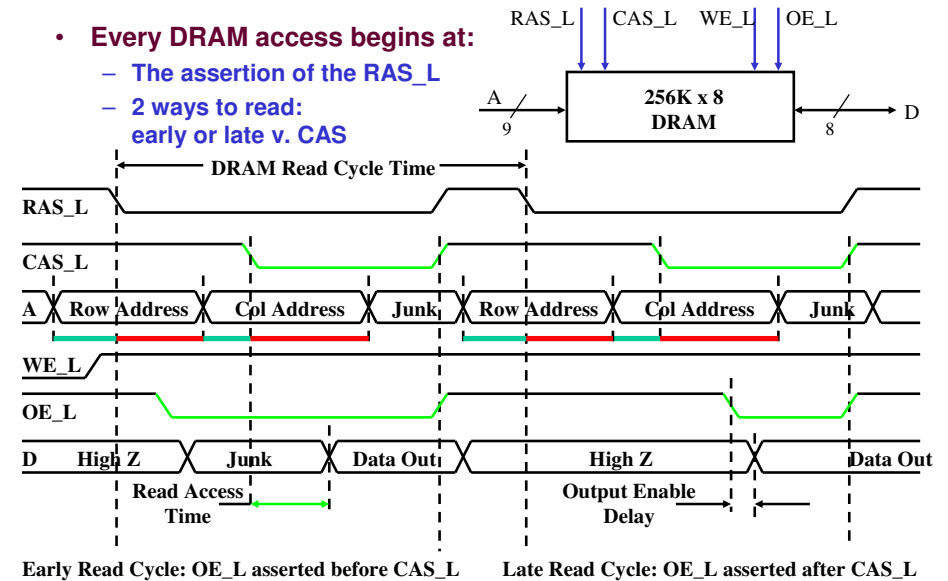 • Every DRAM access begins at:
– The assertion of the RAS_L
– 2 ways to read:
early or late v. CAS
RAS_L CAS_L WE_L OE_L
A 9 256K x 8 8 D
DRAM
DRAM Read Cycle Time
RAS_L
CAS_L
A Row Address Col Address Junk Row Address Col Address Junk
WE_L
OE_L
D High Z Junk Data Out High Z Data Out
Read Access Time
Output Enable Delay
Early Read Cycle: OE_L asserted before CAS_L Late Read Cycle: OE_L asserted after CAS_L